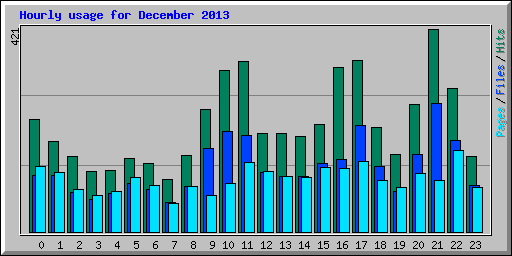 Hourly usage for December 2013
421
Pages/Files/Hits
0 1 2 3 4 5 6 7 8 9 10 11 12 13 14 15 16 17 18 19 20 21 22 23